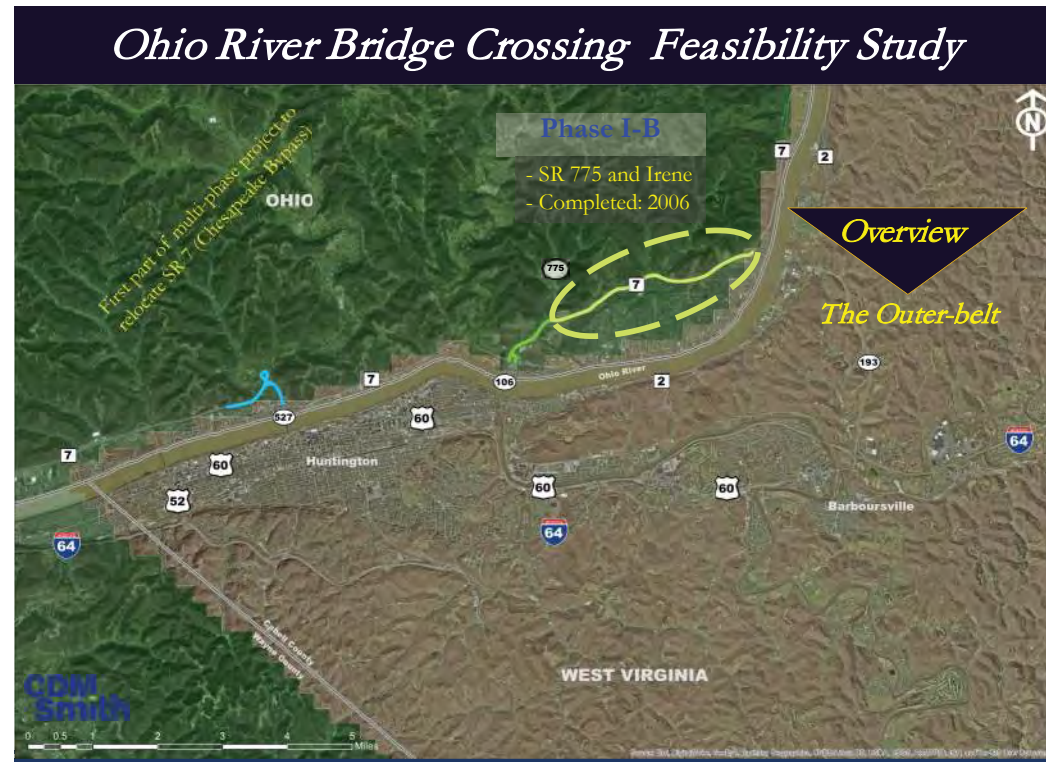 Ohio River Bridge Crossing Feasibility Study
First part of multi-phase project to
relocate SR 7 (Chesapeake Bypass)
OHIO
Phase I-B
- SR 775 and Irene
- Completed: 2006
7
2
N
Overview
The Outer-belt
775
7
193
7
106
Ohio River
2
527
60
64
7
60
Huntington
52
60
60
Barboursville
64
64
Cabell County
Wayne County
WEST VIRGINIA
CDM
Smith
0 0.5 1 2 3 4 5
Miles